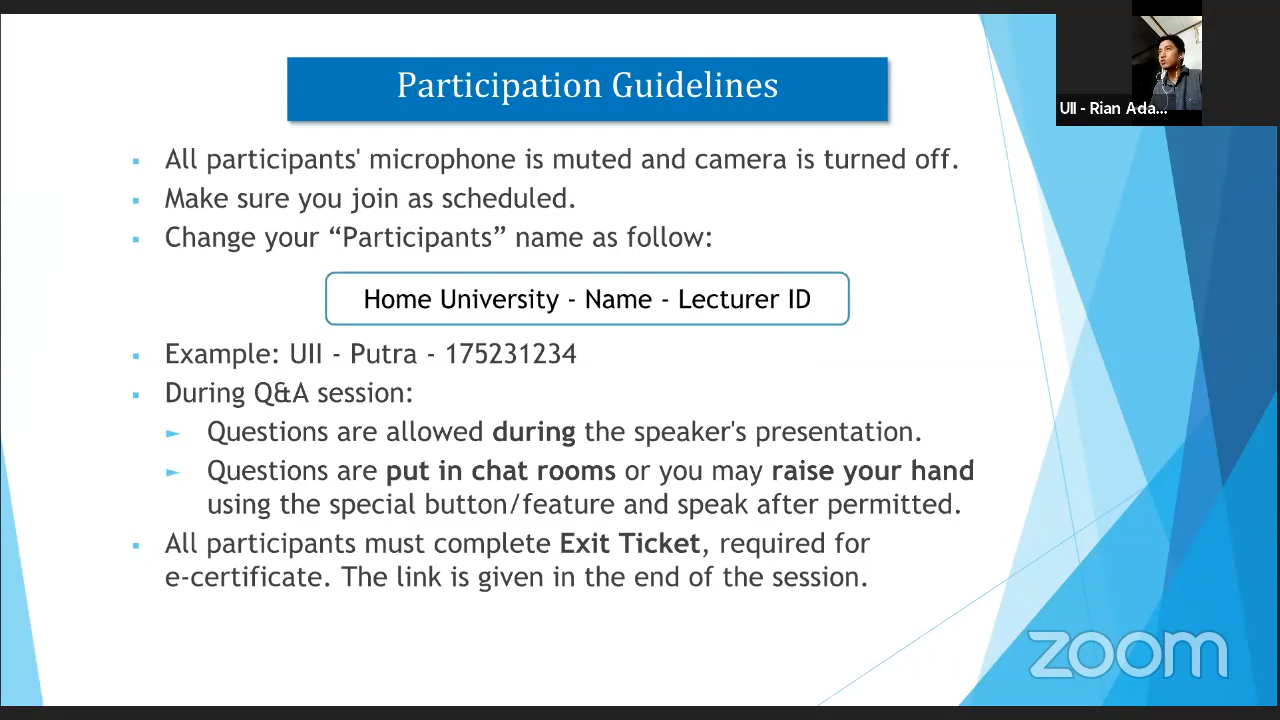 Participation Guidelines
UII - Rian Ada...
All participants' microphone is muted and camera is turned off.
Make sure you join as scheduled.
Change your “Participants” name as follow:
Home University - Name - Lecturer ID
Example: UII - Putra - 175231234
During Q&A session:
Questions are allowed during the speaker's presentation.
Questions are put in chat rooms or you may raise your hand
using the special button/feature and speak after permitted.
All participants must complete Exit Ticket, required for
e-certificate. The link is given in the end of the session.
zoom